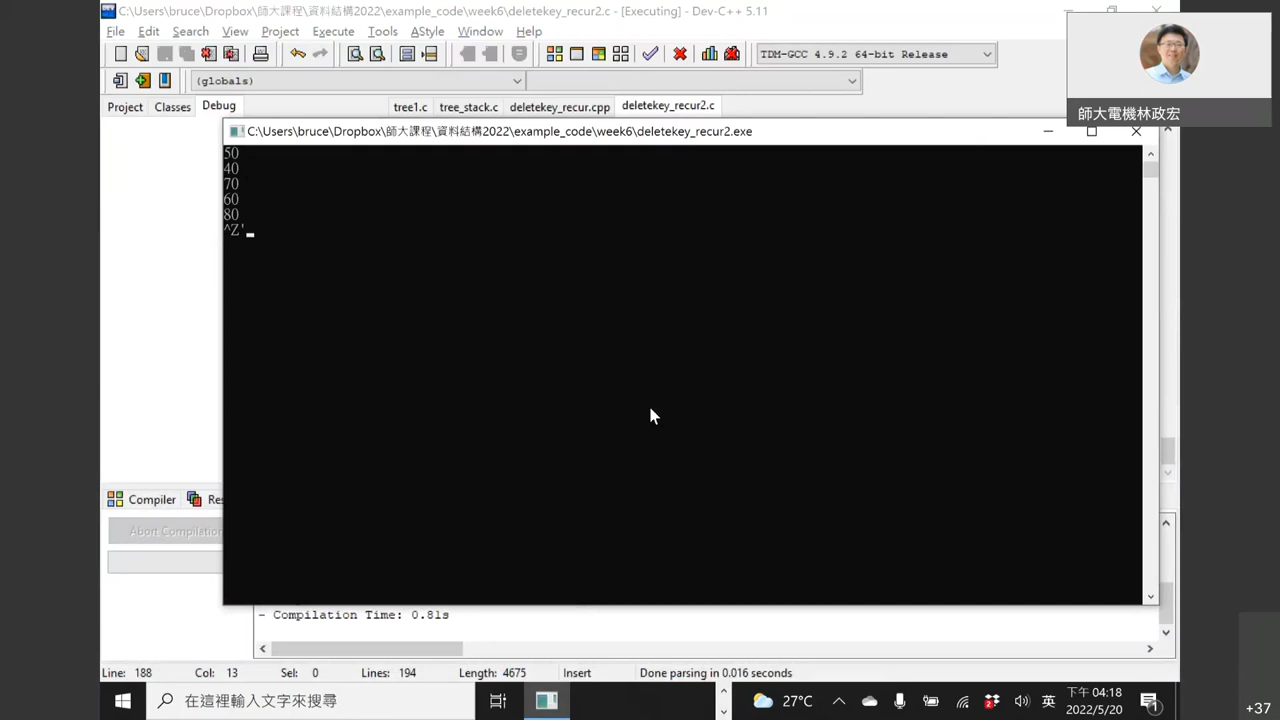 C:\Users\bruce\Dropbox\師大課程\資料結構2022\example_code\week6\deletekey_recur2.c - [Executing] - Dev-C++ 5.11
File Edit Search View Project Execute Tools AStyle Window Help
TDM-GCC 4.9.2 64-bit Release
(globals)
師大電機林政宏
Project Classes Debug tree1.c tree_stack.c deletekey_recur.cpp deletekey_recur2.c
C:\Users\bruce\Dropbox\師大課程\資料結構2022\example_code\week6\deletekey_recur2.exe
50
40
70
60
80
^Z'
Compiler Res
Abort Compilation
- Compilation Time: 0.81s
Line: 188 Col: 13 Sel: 0 Lines: 194 Length: 4675 Insert Done parsing in 0.016 seconds
在這裡輸入文字來搜尋
27°C
英
下午 04:18
2022/5/20
1
2
+37